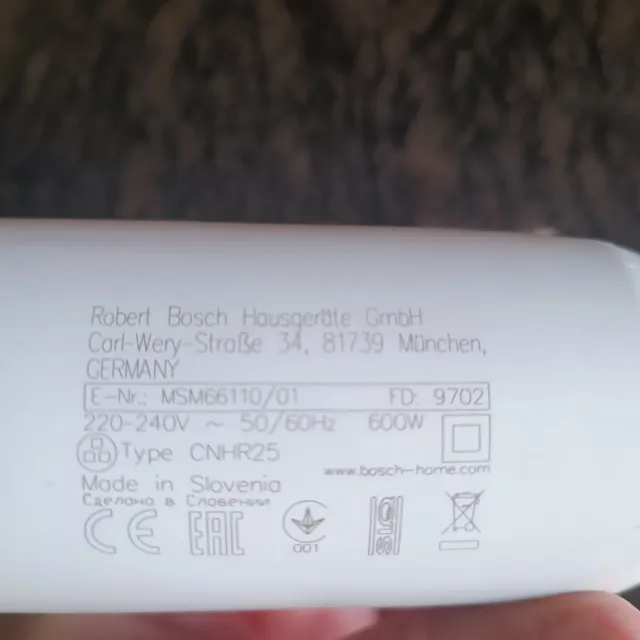 Robert Bosch Hausgeräte GmbH
Carl-Wery-Straße 34, 81739 München,
GERMANY
E-Nr.: MSM66110/01 FD: 9702
220-240V ~ 50/60Hz 600W
Type CNHR25
www.bosch-home.com
Made in Slovenia
Сделано в Словении
CE EAC 001